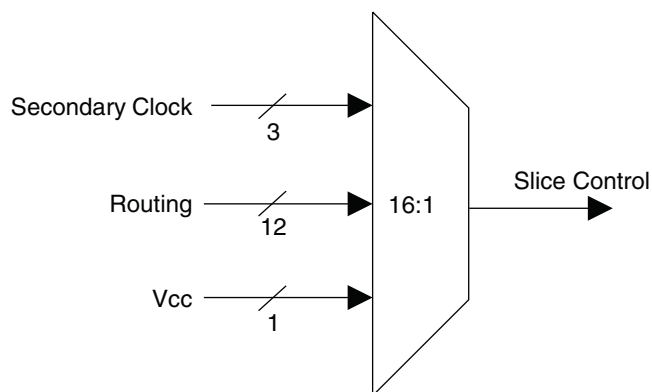 Secondary Clock
3
Routing
12
Vcc
1
16:1
Slice Control